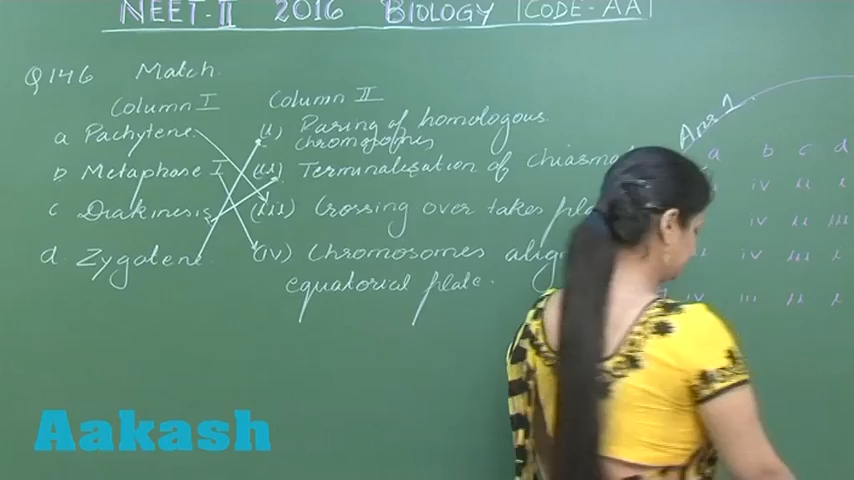 NEET-II 2016 BIOLOGY CODE-AA
Q146 Match.
Column I Column II
a Pachytene (i) Paring of homologous
chromosomes
b Metaphase I (ii) Terminalisation of chiasma
c Diakinesis (iii) Crossing over takes
d. Zygotene (iv) Chromosomes align
equatorial plate.
Ans 1
a b c d
iv ii i
iv ii iii
iv iii i
iv iii ii i
Aakash